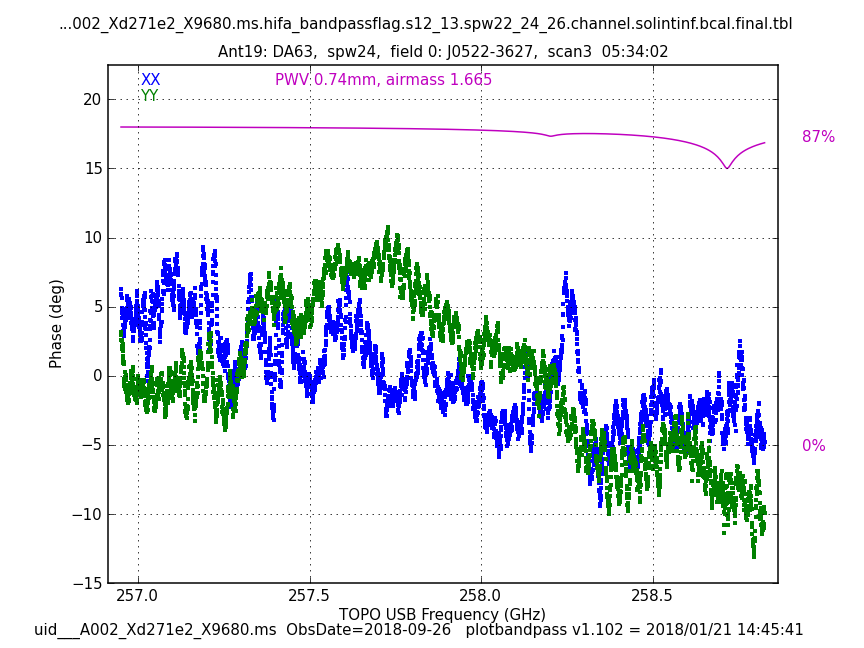 ...002_Xd271e2_X9680.ms.hifa_bandpassflag.s12_13.spw22_24_26.channel.solintinf.bcal.final.tbl
Ant19: DA63, spw24, field 0: J0522-3627, scan3 05:34:02
XX
YY
PWV 0.74mm, airmass 1.665
87%
0%
20
15
10
5
0
−5
−10
−15
Phase (deg)
257.0
257.5
258.0
258.5
TOPO USB Frequency (GHz)
uid___A002_Xd271e2_X9680.ms ObsDate=2018-09-26 plotbandpass v1.102 = 2018/01/21 14:45:41